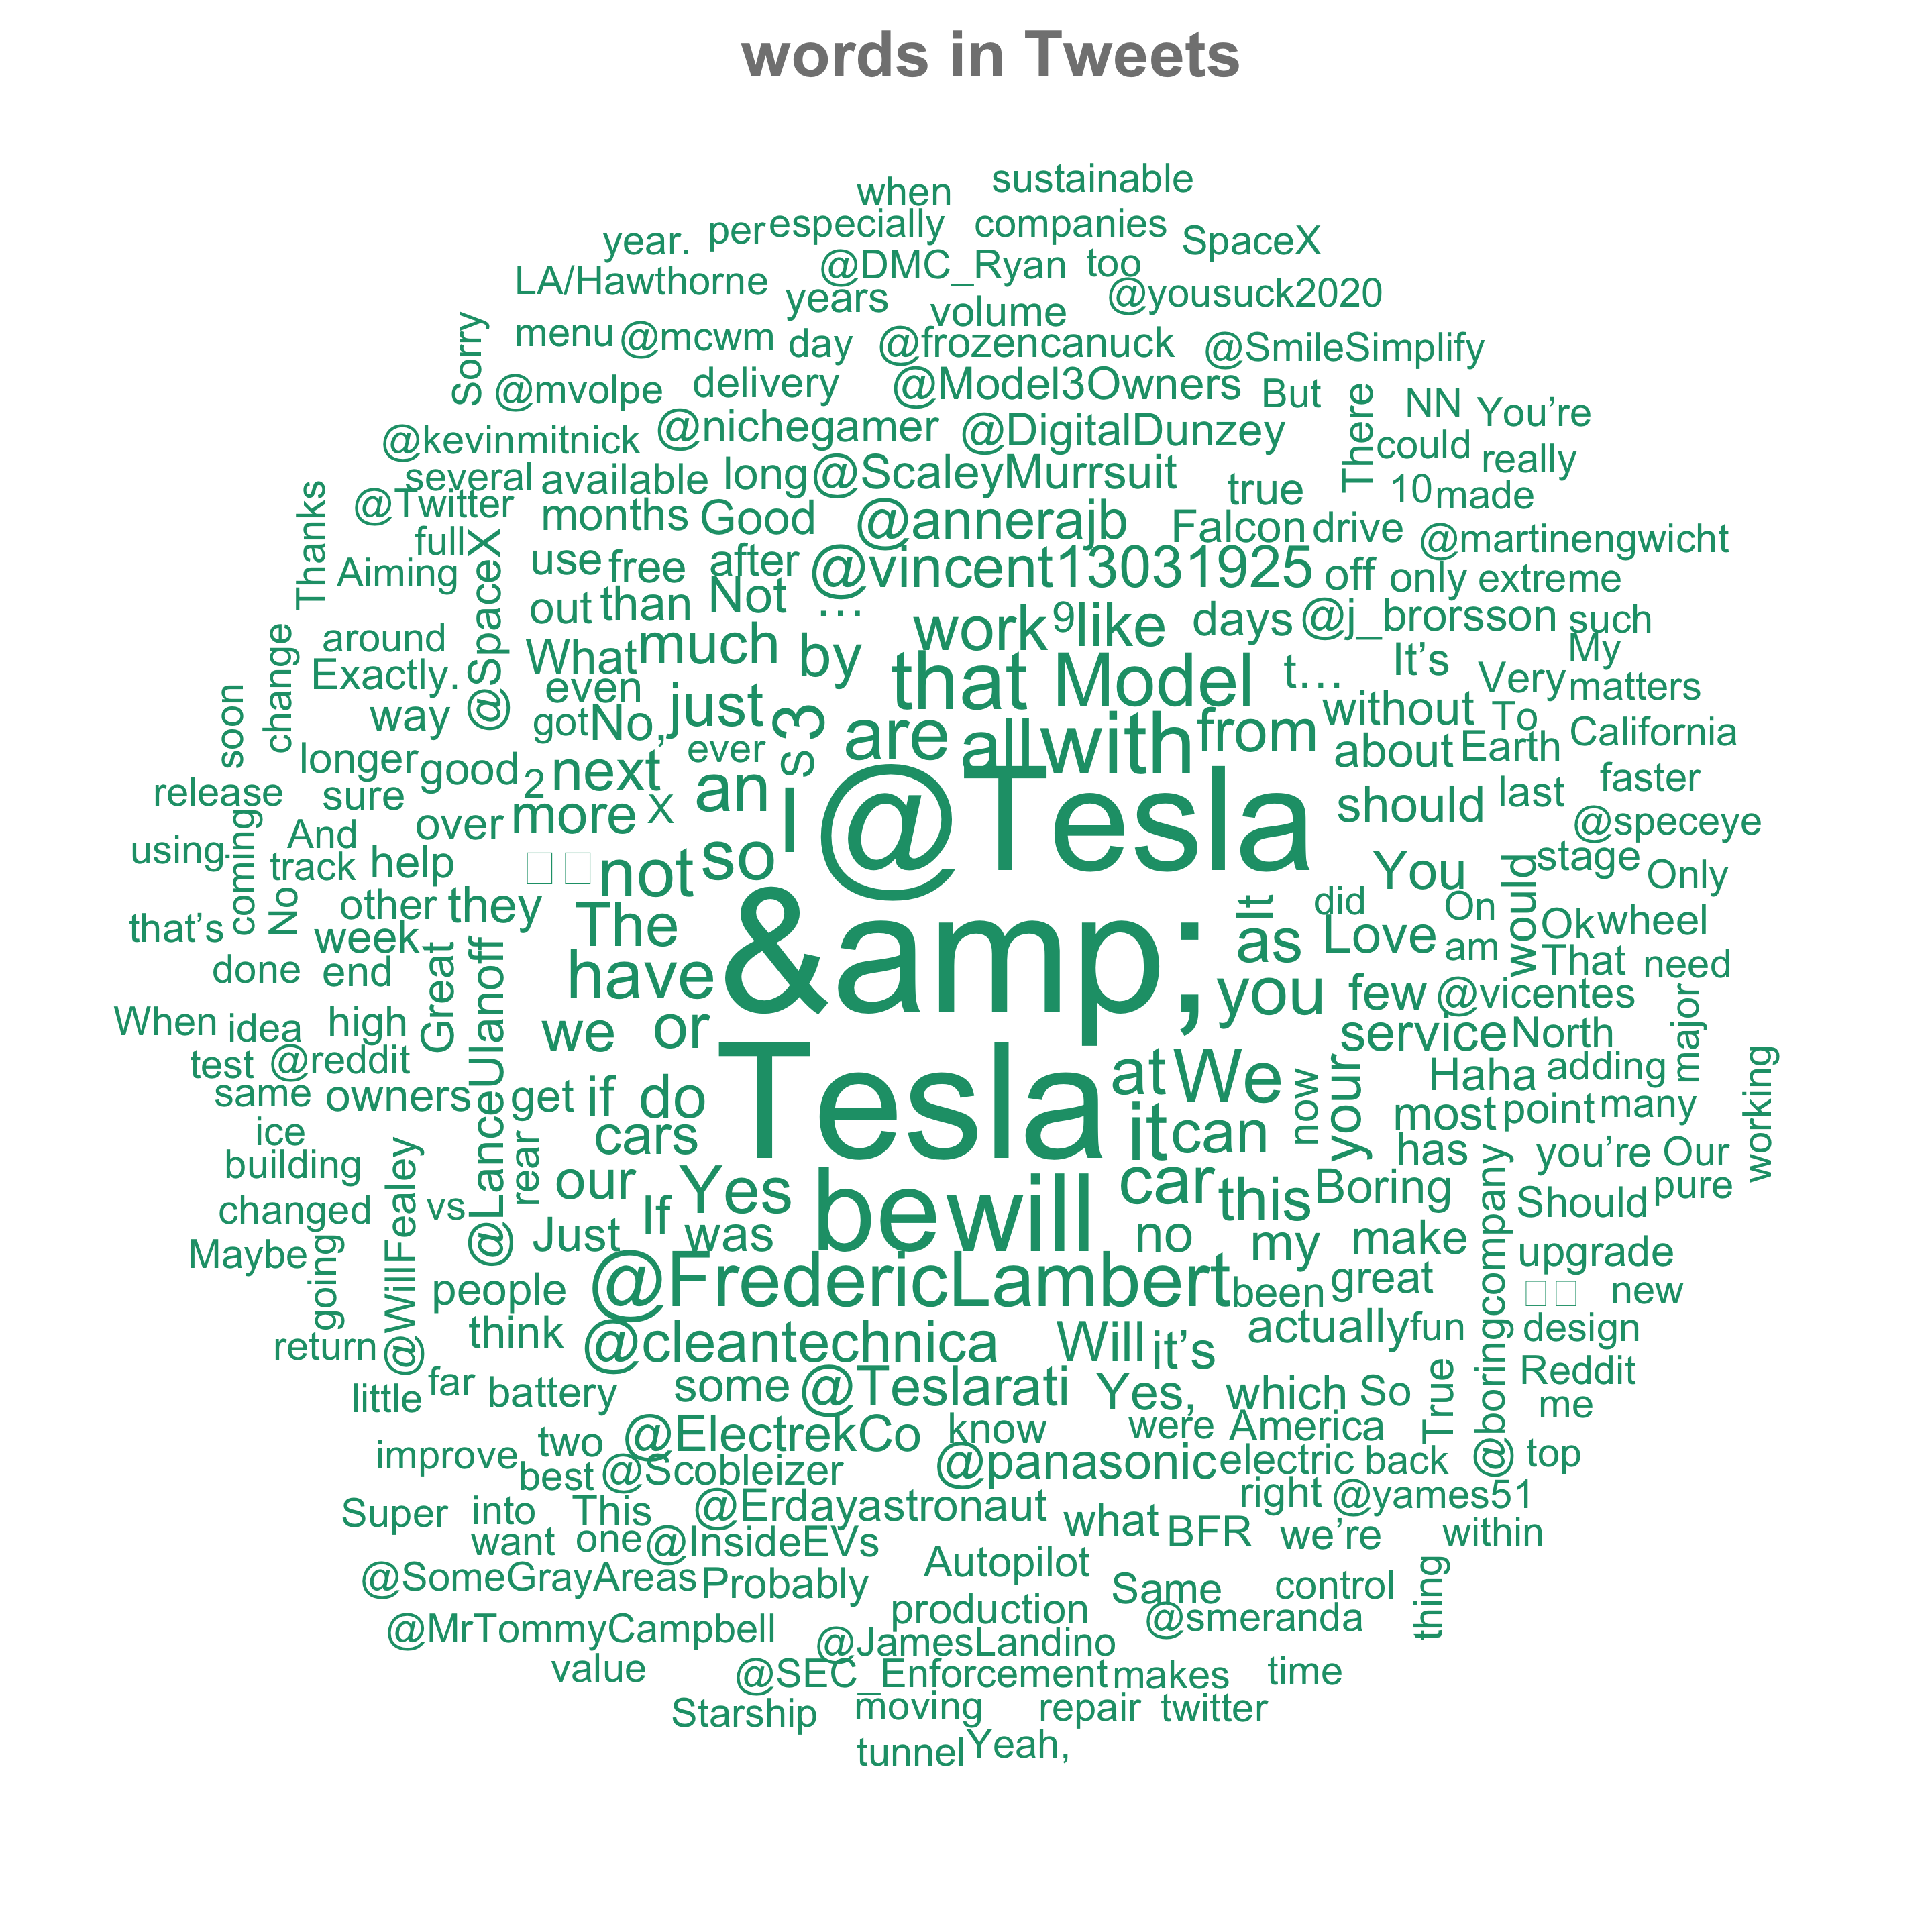 words in Tweets
when sustainable
year. per especially companies SpaceX
LA/Hawthorne @DMC_Ryan too
years volume @yousuck2020
Sorry menu @mcwm day @frozencanuck @SmileSimplify
@mvolpe delivery @Model3Owners But There NN You’re
@kevinmitnick @nichegamer @DigitalDunzey could really
several available long @ScaleyMurrsuit true 10 made
Thanks @Twitter months Good @annerajb Falcon drive @martinengwicht
full @SpaceX use free after @vincent13031925 off only extreme
Aiming out than Not … work 9 like days @j_brorsson such
around What much by that Model t… It’s My
change Exactly. even just s 3 are all with from without Very matters
soon way got No, ever about To Earth California
longer good 2 next an I @Tesla should last faster
release sure over more X so @speceye
using. coming And track help not You would stage Only
No other they The &amp; It as did On Ok wheel
that’s week Great @LanceUlanoff have Love am That need
done end you few @vicentes major
When idea high we or service North
test @reddit Tesla at We now your Haha adding working
same owners get if do it can most point many
ice cars rear has you’re Our
building @WillFealey our Yes be will car this Boring @boringcompany Should pure
changed vs Just If was no my make upgrade
Maybe going people @FredericLambert been great new
return think @cleantechnica Will it’s actually fun design
little far battery some @Teslarati Yes, which So True Reddit me
improve two @ElectrekCo know were America
best @Scobleizer @panasonic electric back top
Super into This @Erdayastronaut what right @yames51
want one @InsideEVs BFR we’re within
@SomeGrayAreas Probably Autopilot Same control thing
@MrTommyCampbell production @smeranda
@JamesLandino
value @SEC_Enforcement makes time
Starship moving repair twitter
tunnel Yeah,